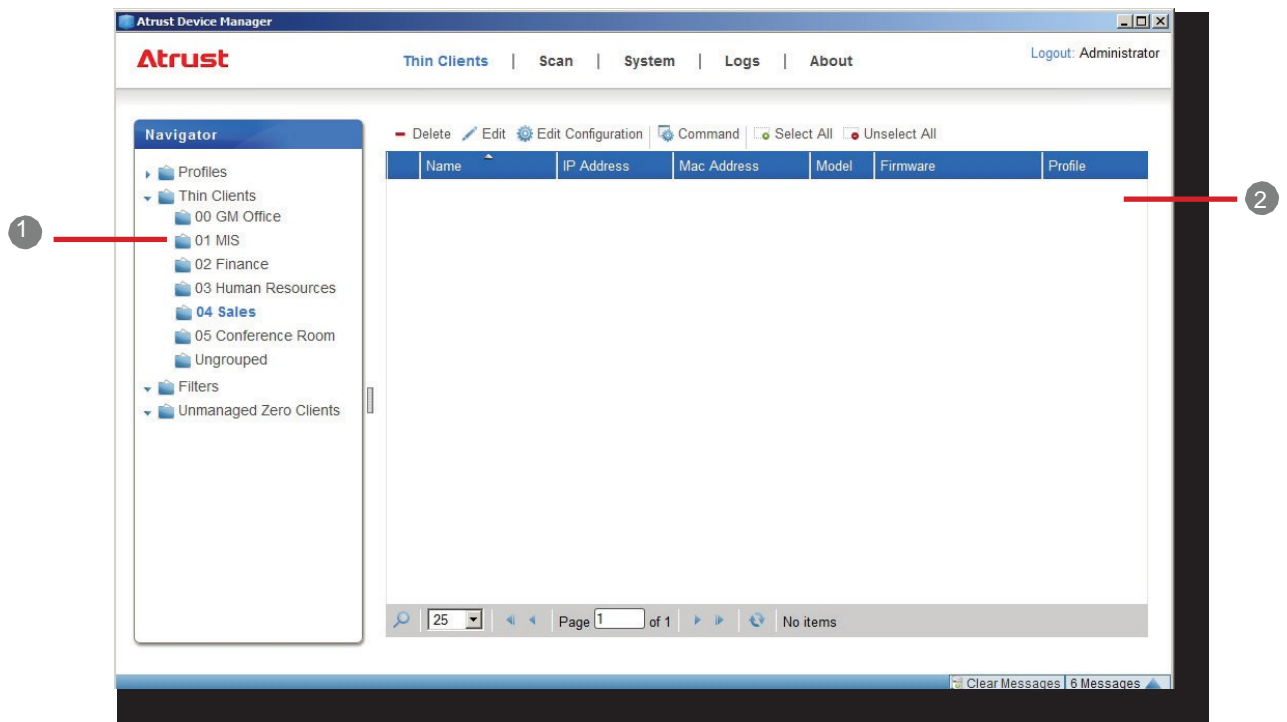 Atrust Device Manager
Atrust
Thin Clients | Scan | System | Logs | About
Logout: Administrator
Navigator
Profiles
Thin Clients
00 GM Office
01 MIS
02 Finance
03 Human Resources
04 Sales
05 Conference Room
Ungrouped
Filters
Unmanaged Zero Clients
Delete Edit Edit Configuration Command Select All Unselect All
Name IP Address Mac Address Model Firmware Profile
25 Page 1 of 1 No items
Clear Messages 6 Messages
1
2